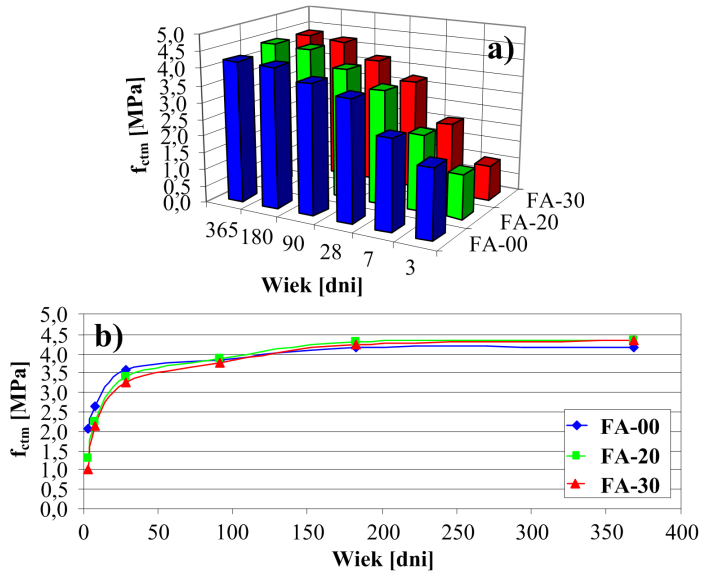 a)
f_ctm [MPa]
5,0
4,5
4,0
3,5
3,0
2,5
2,0
1,5
1,0
0,5
0,0
365 180 90 28 7 3
FA-30
FA-20
FA-00
Wiek [dni]
b)
f_ctm [MPa]
5,0
4,5
4,0
3,5
3,0
2,5
2,0
1,5
1,0
0,5
0,0
FA-00
FA-20
FA-30
0 50 100 150 200 250 300 350 400
Wiek [dni]